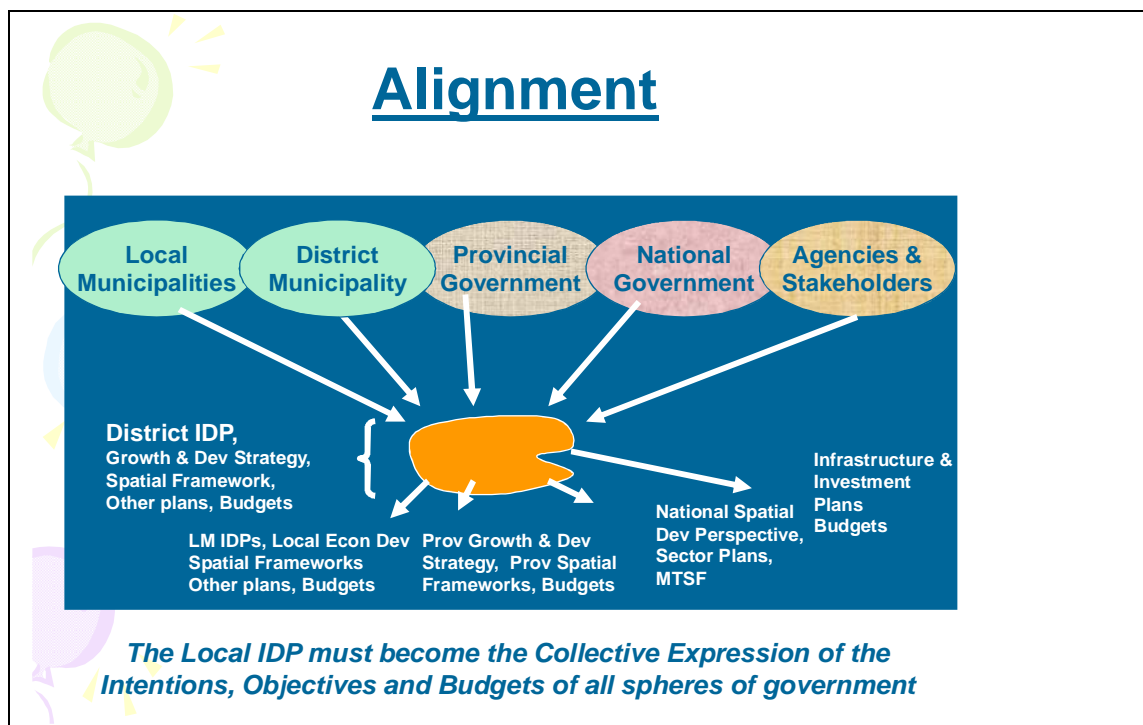 Alignment
Local
Municipalities
District
Municipality
Provincial
Government
National
Government
Agencies &
Stakeholders
District IDP,
Growth & Dev Strategy,
Spatial Framework,
Other plans, Budgets
LM IDPs, Local Econ Dev
Spatial Frameworks
Other plans, Budgets
Prov Growth & Dev
Strategy, Prov Spatial
Frameworks, Budgets
National Spatial
Dev Perspective,
Sector Plans,
MTSF
Infrastructure &
Investment
Plans
Budgets
The Local IDP must become the Collective Expression of the
Intentions, Objectives and Budgets of all spheres of government